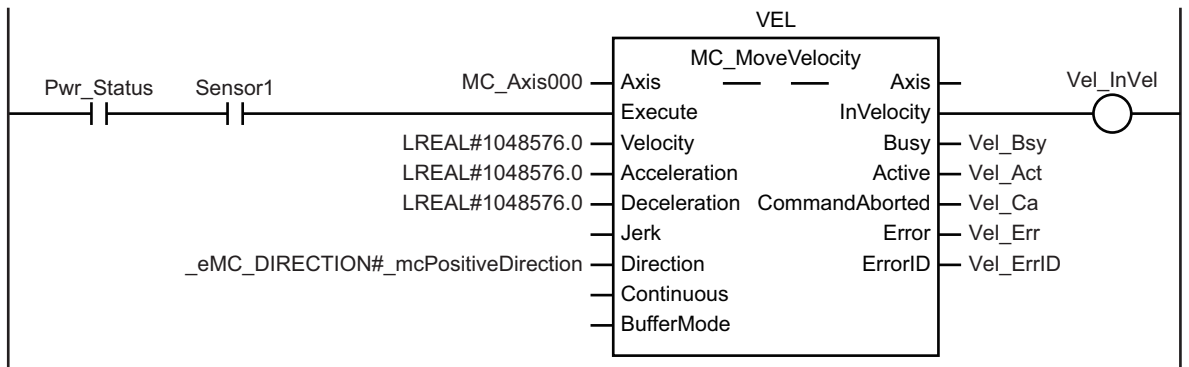 VEL
MC_MoveVelocity
Pwr_Status Sensor1 MC_Axis000 Axis Axis Vel_InVel
Execute InVelocity
LREAL#1048576.0 Velocity Busy Vel_Bsy
LREAL#1048576.0 Acceleration Active Vel_Act
LREAL#1048576.0 Deceleration CommandAborted Vel_Ca
Jerk Error Vel_Err
_eMC_DIRECTION#_mcPositiveDirection Direction ErrorID Vel_ErrID
Continuous
BufferMode